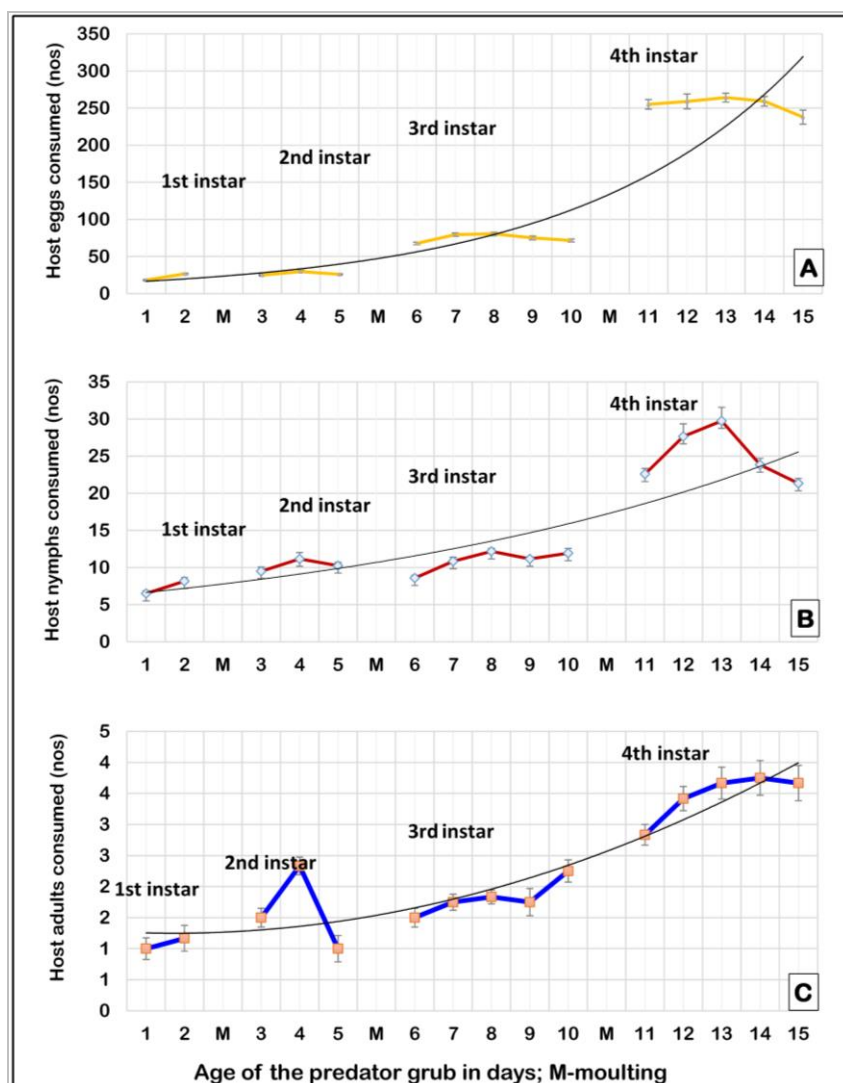 350
300
250
200
150
100
50
0
Host eggs consumed (nos)
1st instar
2nd instar
3rd instar
4th instar
A
1 2 M 3 4 5 M 6 7 8 9 10 M 11 12 13 14 15
35
30
25
20
15
10
5
0
Host nymphs consumed (nos)
1st instar
2nd instar
3rd instar
4th instar
B
1 2 M 3 4 5 M 6 7 8 9 10 M 11 12 13 14 15
5
4
4
3
3
2
2
1
1
0
Host adults consumed (nos)
1st instar
2nd instar
3rd instar
4th instar
C
1 2 M 3 4 5 M 6 7 8 9 10 M 11 12 13 14 15
Age of the predator grub in days; M-moulting